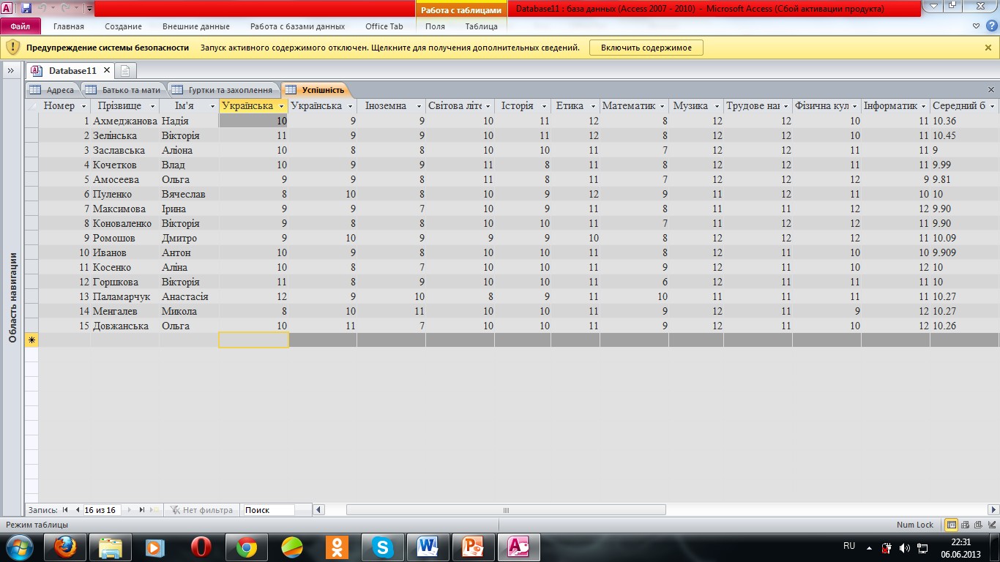 Работа с таблицами
Database11 : база данных (Access 2007 - 2010) - Microsoft Access (Сбой активации продукта)
Файл Главная Создание Внешние данные Работа с базами данных Office Tab Поля Таблица
Предупреждение системы безопасности Запуск активного содержимого отключен. Щелкните для получения дополнительных сведений. Включить содержимое
Database11
Адреса Батько та мати Гуртки та захоплення Успішність
Номер Прізвище Ім'я Українська Українська Іноземна Світова літе Історія Етика Математик Музика Трудове нав Фізична кул Інформатик Середний б
1 Ахмеджанова Надія 10 9 9 10 11 12 8 12 12 10 11 10.36
2 Зелінська Вікторія 11 9 9 10 11 12 8 12 12 10 11 10.45
3 Заславська Аліона 10 8 8 10 10 11 7 12 12 11 11 9
4 Кочетков Влад 10 9 9 11 8 11 8 12 12 11 11 9.99
5 Амосеева Ольга 9 9 8 11 8 11 7 12 12 12 9 9.81
6 Пуленко Вячеслав 8 10 8 10 9 12 9 11 12 11 10 10
7 Максимова Ірина 9 9 7 10 9 11 8 11 11 12 12 9.90
8 Коноваленко Вікторія 9 8 8 10 10 11 7 11 12 12 11 9.90
9 Ромошов Дмитро 9 10 9 9 9 10 8 12 12 12 11 10.09
10 Иванов Антон 10 9 8 10 10 11 8 12 11 10 10 9.909
11 Косенко Аліна 10 8 7 10 10 11 9 12 11 10 12 10
12 Горшкова Вікторія 11 8 9 10 10 11 6 12 11 11 11 10
13 Паламарчук Анастасія 12 9 10 8 9 11 10 11 11 11 11 10.27
14 Менгалев Микола 8 10 11 10 10 11 9 12 11 9 12 10.27
15 Довжанська Ольга 10 11 7 10 10 11 9 12 11 10 12 10.26
Область навигации
Запись: 16 из 16 Нет фильтра Поиск
Режим таблицы Num Lock
RU 22:31
06.06.2013